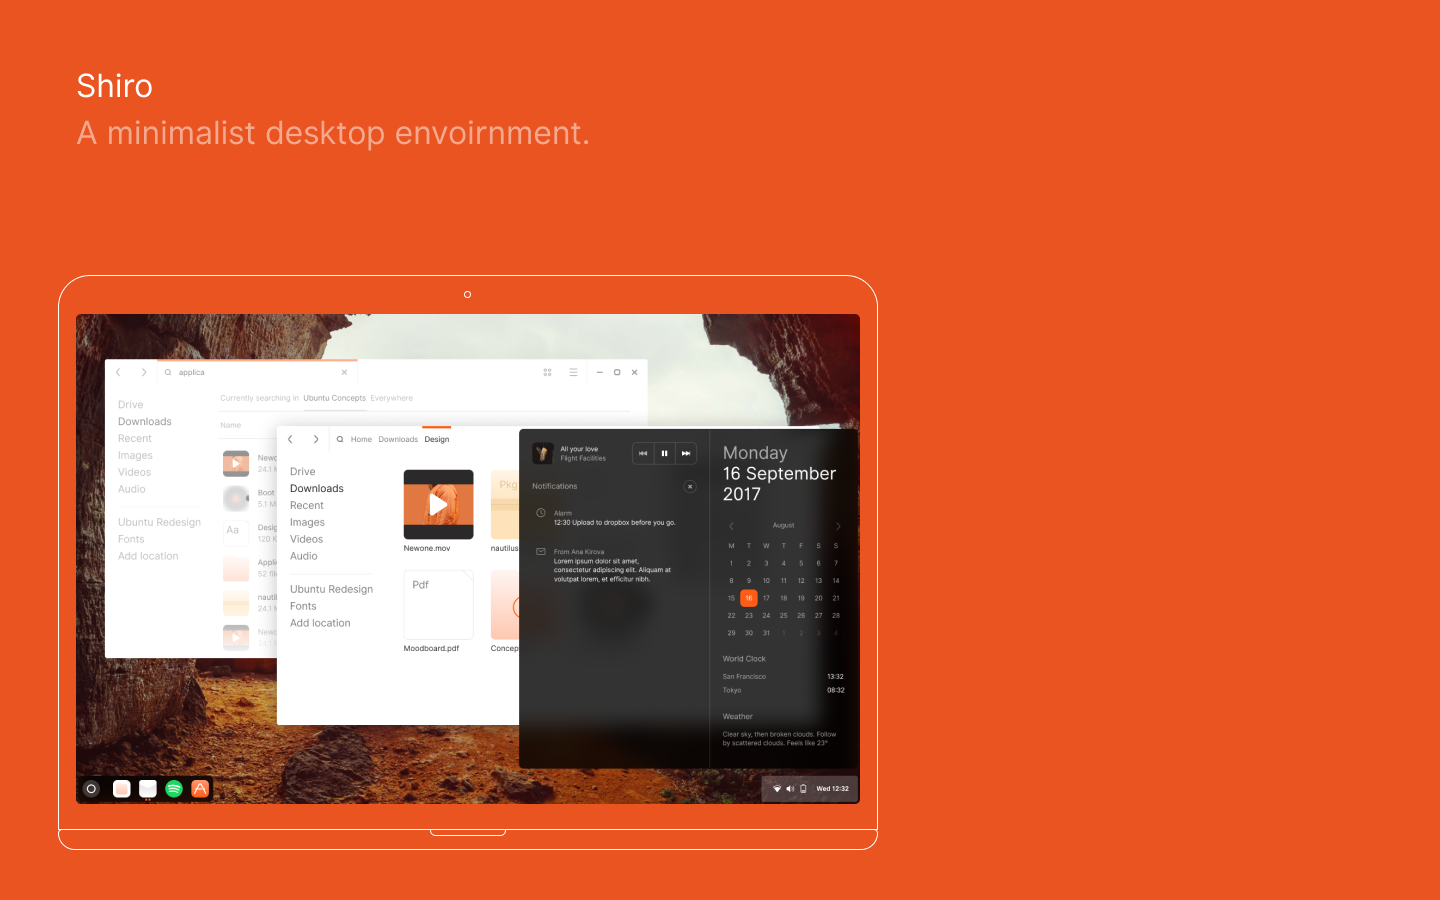 Shiro
A minimalist desktop envoirnment.
applica
Currently searching in Ubuntu Concepts Everywhere
Drive
Downloads
Recent
Images
Videos
Audio
Ubuntu Redesign
Fonts
Add location
Name
Newo
24.1 M
Boot
5.1 M
Aa
Desig
120 K
Appli
52 file
nautil
24.1
Newo
24.1
Home Downloads Design
Drive
Downloads
Recent
Images
Videos
Audio
Ubuntu Redesign
Fonts
Add location
Newone.mov
Pkg
nautilus
Pdf
Moodboard.pdf
Concep
All your love
Flight Facilities
Notifications
Alarm
12:30 Upload to dropbox before you go.
From Ana Kirova
Lorem ipsum dolor sit amet,
consectetur adipiscing elit. Aliquam at
volutpat lorem, et efficitur nibh.
Monday
16 September
2017
August
M T W T F S S
1 2 3 4 5 6 7
8 9 10 11 12 13 14
15 16 17 18 19 20 21
22 23 24 25 26 27 28
29 30 31 1 2 3 4
World Clock
San Francisco 13:32
Tokyo 08:32
Weather
Clear sky, then broken clouds. Follow
by scattered clouds. Feels like 23°
Wed 12:32